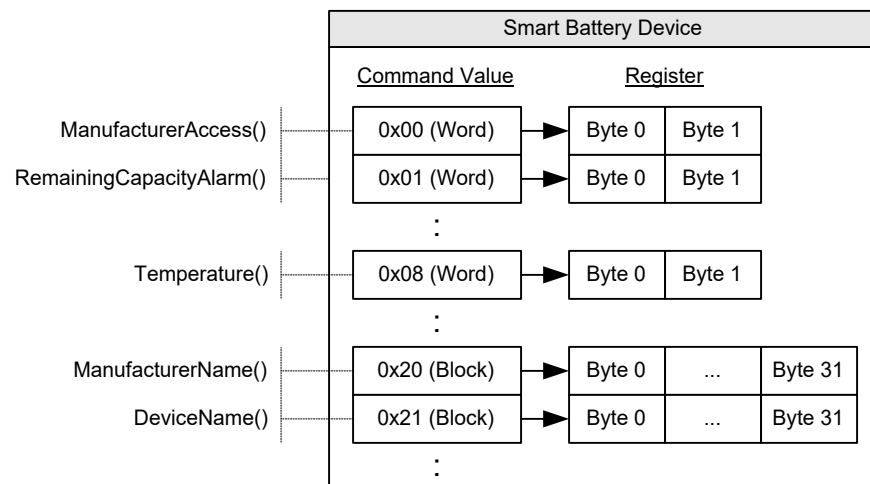 Smart Battery Device
Command Value Register
ManufacturerAccess() 0x00 (Word) Byte 0 Byte 1
RemainingCapacityAlarm() 0x01 (Word) Byte 0 Byte 1
:
Temperature() 0x08 (Word) Byte 0 Byte 1
:
ManufacturerName() 0x20 (Block) Byte 0 ... Byte 31
DeviceName() 0x21 (Block) Byte 0 ... Byte 31
: